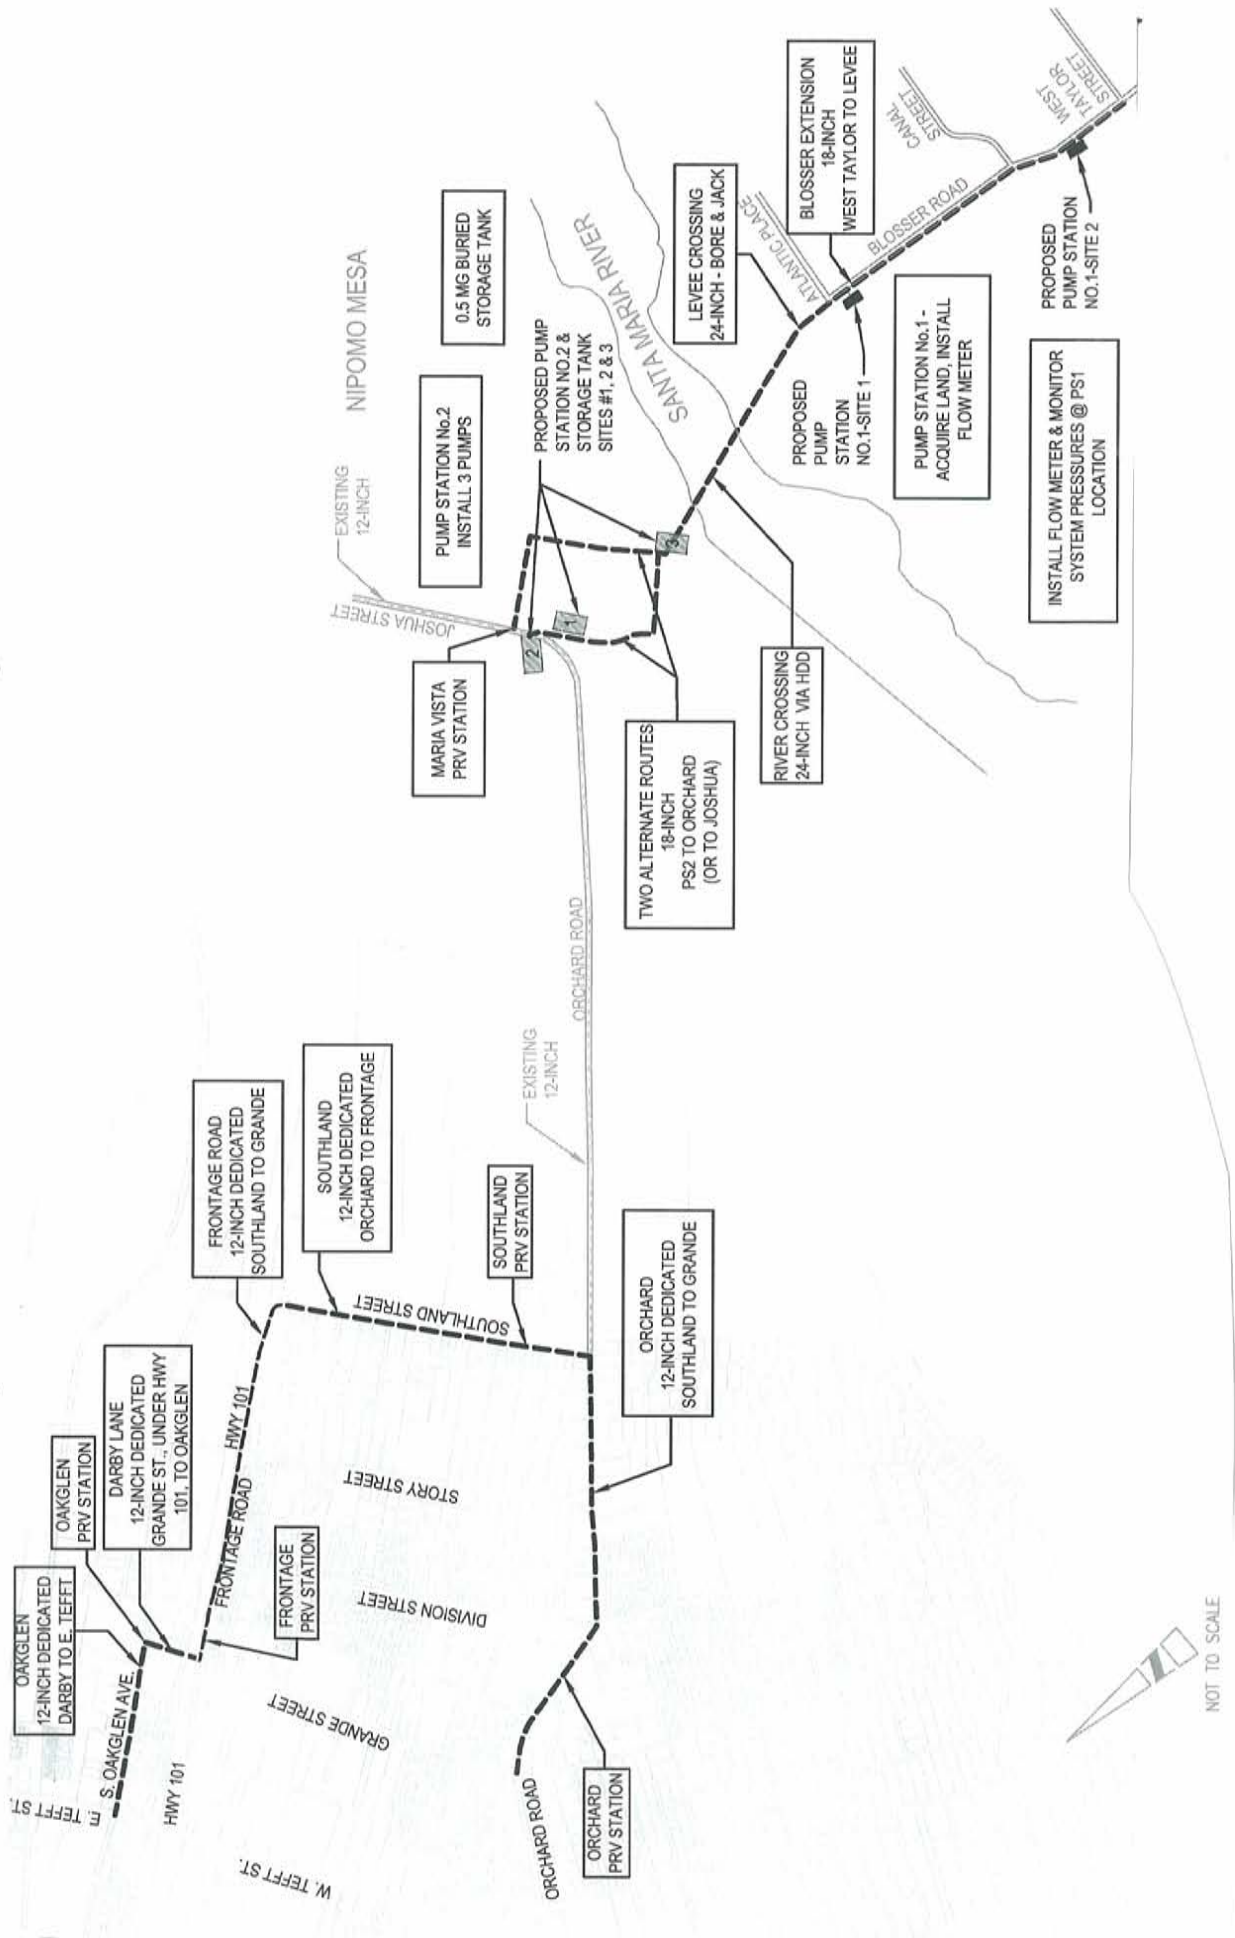 OAKGLEN
12-INCH DEDICATED
DARBY TO E. TEFFT
OAKGLEN
PRV STATION
DARBY LANE
12-INCH DEDICATED
GRANDE ST., UNDER HWY
101, TO OAKGLEN
FRONTAGE ROAD
12-INCH DEDICATED
SOUTHLAND TO GRANDE
SOUTHLAND
12-INCH DEDICATED
ORCHARD TO FRONTAGE
E. TEFFT ST.
S. OAKGLEN AVE.
HWY 101
W. TEFFT ST.
FRONTAGE ROAD
HWY 101
FRONTAGE
PRV STATION
GRANDE STREET
DIVISION STREET
STORY STREET
SOUTHLAND STREET
SOUTHLAND
PRV STATION
ORCHARD ROAD
ORCHARD
PRV STATION
ORCHARD
12-INCH DEDICATED
SOUTHLAND TO GRANDE
EXISTING
12-INCH
ORCHARD ROAD
NIPOMO MESA
EXISTING
12-INCH
JOSHUA STREET
MARIA VISTA
PRV STATION
PUMP STATION No.2
INSTALL 3 PUMPS
0.5 MG BURIED
STORAGE TANK
PROPOSED PUMP
STATION NO.2 &
STORAGE TANK
SITES #1, 2 & 3
2
1
3
TWO ALTERNATE ROUTES
18-INCH
PS2 TO ORCHARD
(OR TO JOSHUA)
RIVER CROSSING
24-INCH VIA HDD
SANTA MARIA RIVER
LEVEE CROSSING
24-INCH - BORE & JACK
ATLANTIC PLACE
BLOSSER EXTENSION
18-INCH
WEST TAYLOR TO LEVEE
CANAL
STREET
WEST
TAYLOR
STREET
BLOSSER ROAD
PROPOSED
PUMP
STATION
NO.1-SITE 1
PUMP STATION No.1 -
ACQUIRE LAND, INSTALL
FLOW METER
PROPOSED
PUMP STATION
NO.1-SITE 2
INSTALL FLOW METER & MONITOR
SYSTEM PRESSURES @ PS1
LOCATION
NOT TO SCALE